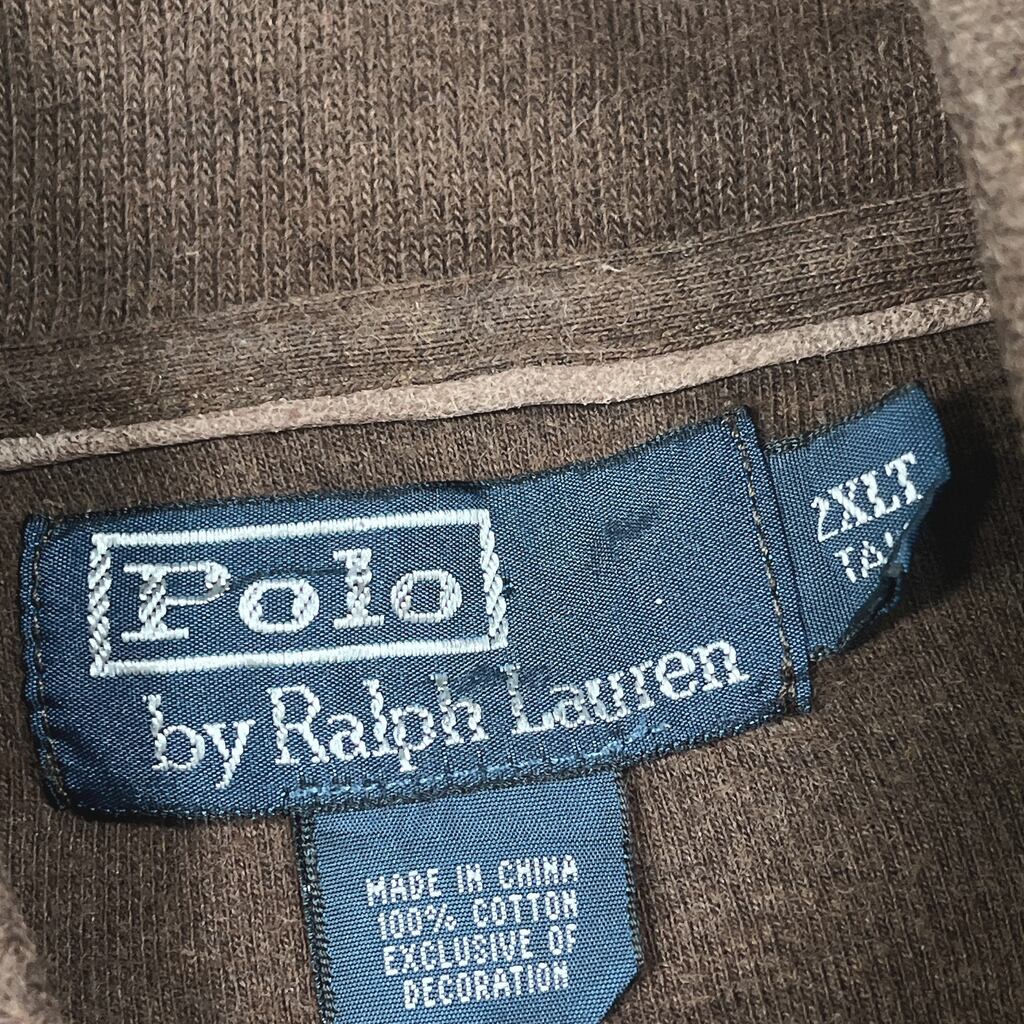 Polo
by Ralph Lauren
2XLT
MADE IN CHINA
100% COTTON
EXCLUSIVE OF
DECORATION